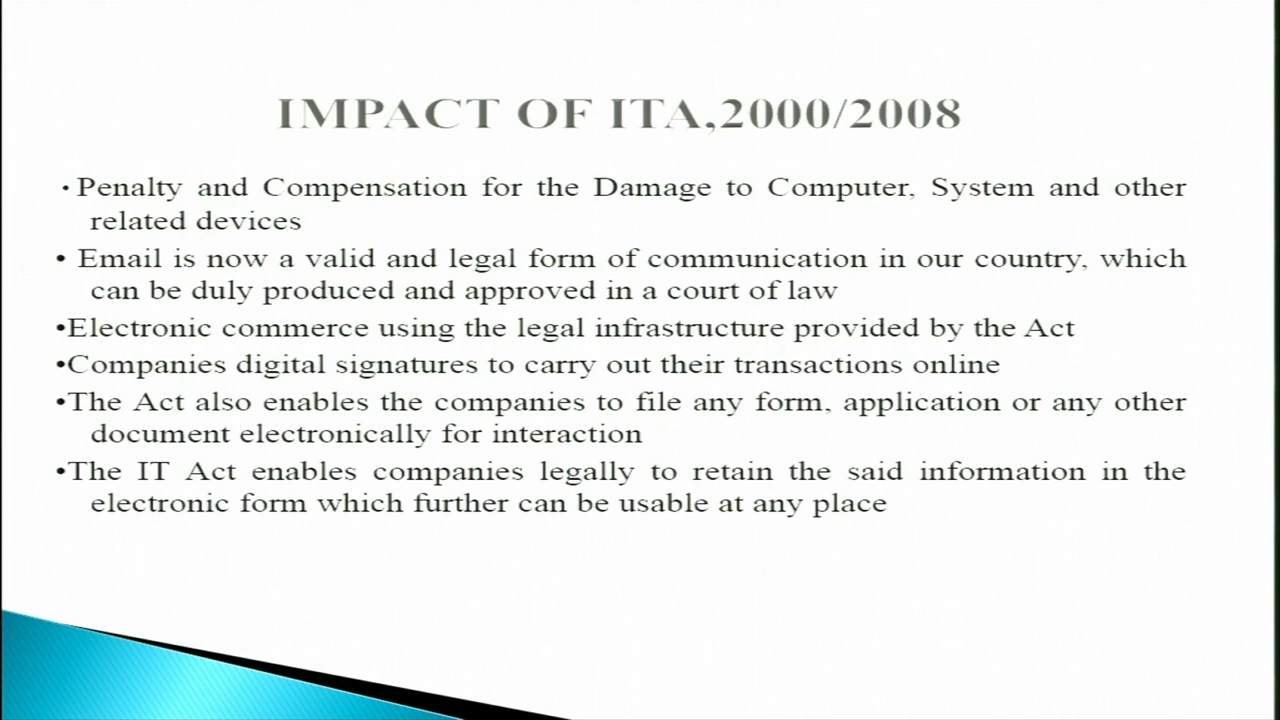 IMPACT OF ITA,2000/2008
• Penalty and Compensation for the Damage to Computer, System and other
related devices
• Email is now a valid and legal form of communication in our country, which
can be duly produced and approved in a court of law
•Electronic commerce using the legal infrastructure provided by the Act
•Companies digital signatures to carry out their transactions online
•The Act also enables the companies to file any form, application or any other
document electronically for interaction
•The IT Act enables companies legally to retain the said information in the
electronic form which further can be usable at any place